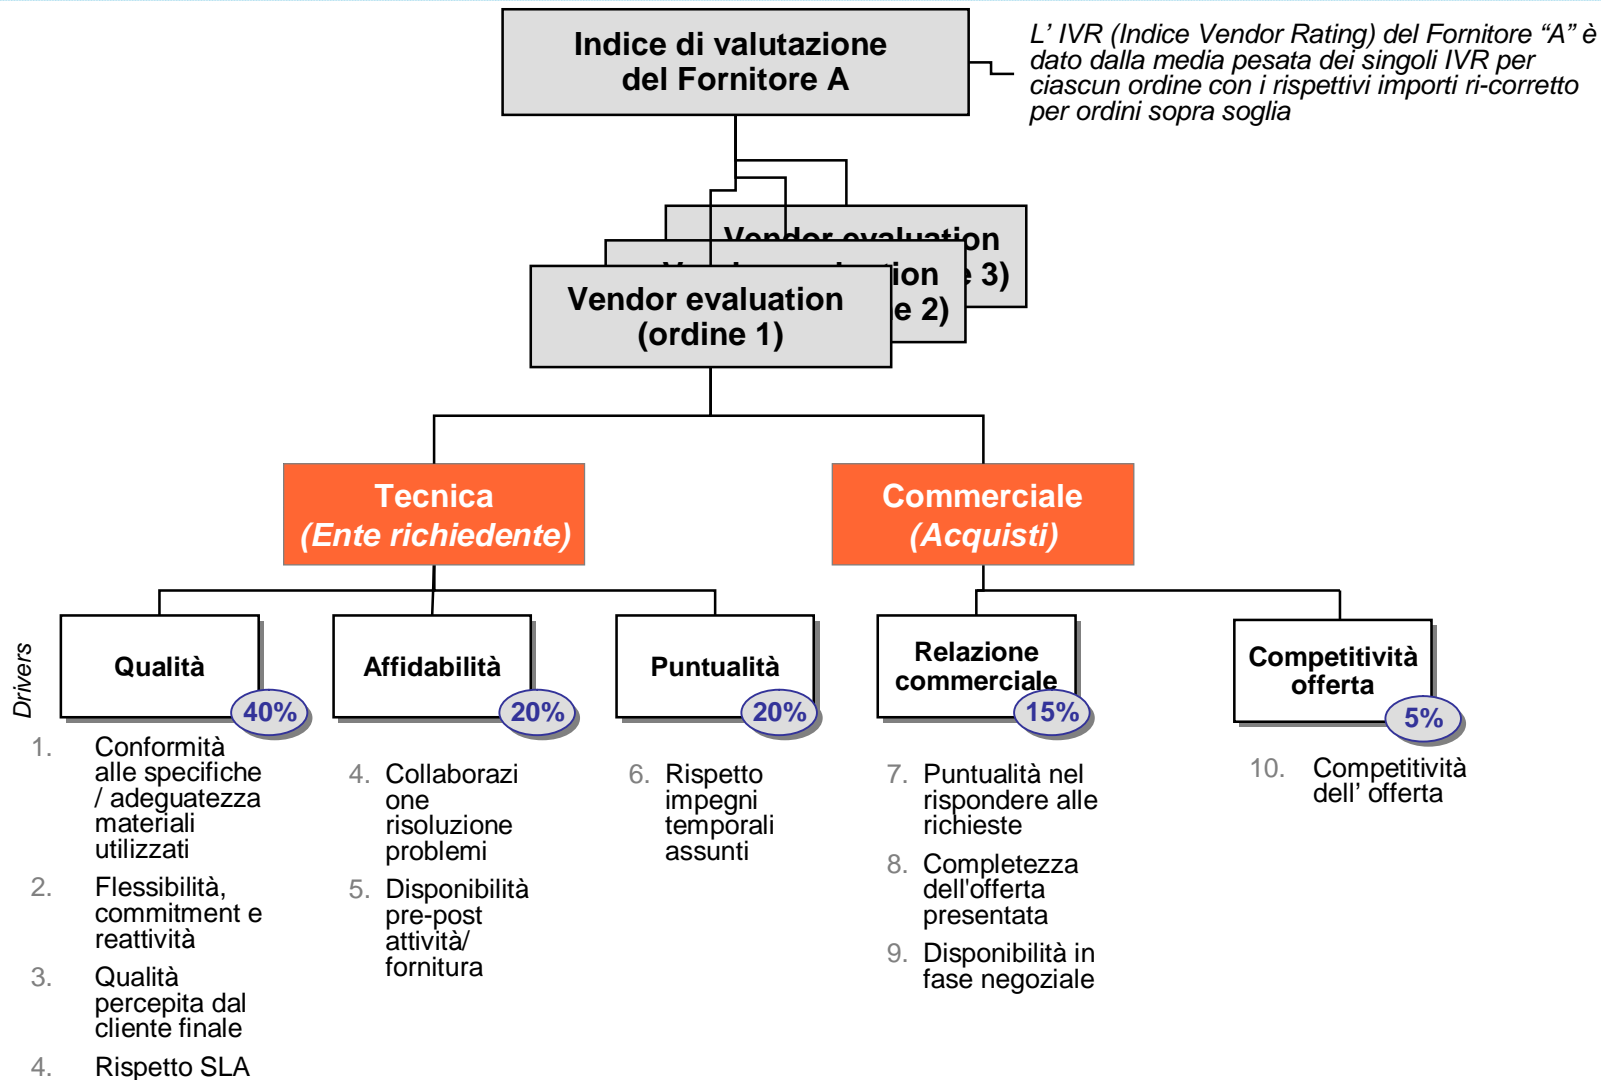 Indice di valutazione
del Fornitore A
L' IVR (Indice Vendor Rating) del Fornitore “A” è
dato dalla media pesata dei singoli IVR per
ciascun ordine con i rispettivi importi ri-corretto
per ordini sopra soglia
Vendor evaluation
3)
ion
e 2)
Vendor evaluation
(ordine 1)
Tecnica
(Ente richiedente)
Commerciale
(Acquisti)
Drivers
Qualità
40%
Affidabilità
20%
Puntualità
20%
Relazione
commerciale
15%
Competitività
offerta
5%
1. Conformità
alle specifiche
/ adeguatezza
materiali
utilizzati
2. Flessibilità,
commitment e
reattività
3. Qualità
percepita dal
cliente finale
4. Rispetto SLA
4. Collaborazi
one
risoluzione
problemi
5. Disponibilità
pre-post
attività/
fornitura
6. Rispetto
impegni
temporali
assunti
7. Puntualità nel
rispondere alle
richieste
8. Completezza
dell'offerta
presentata
9. Disponibilità in
fase negoziale
10. Competitività
dell' offerta